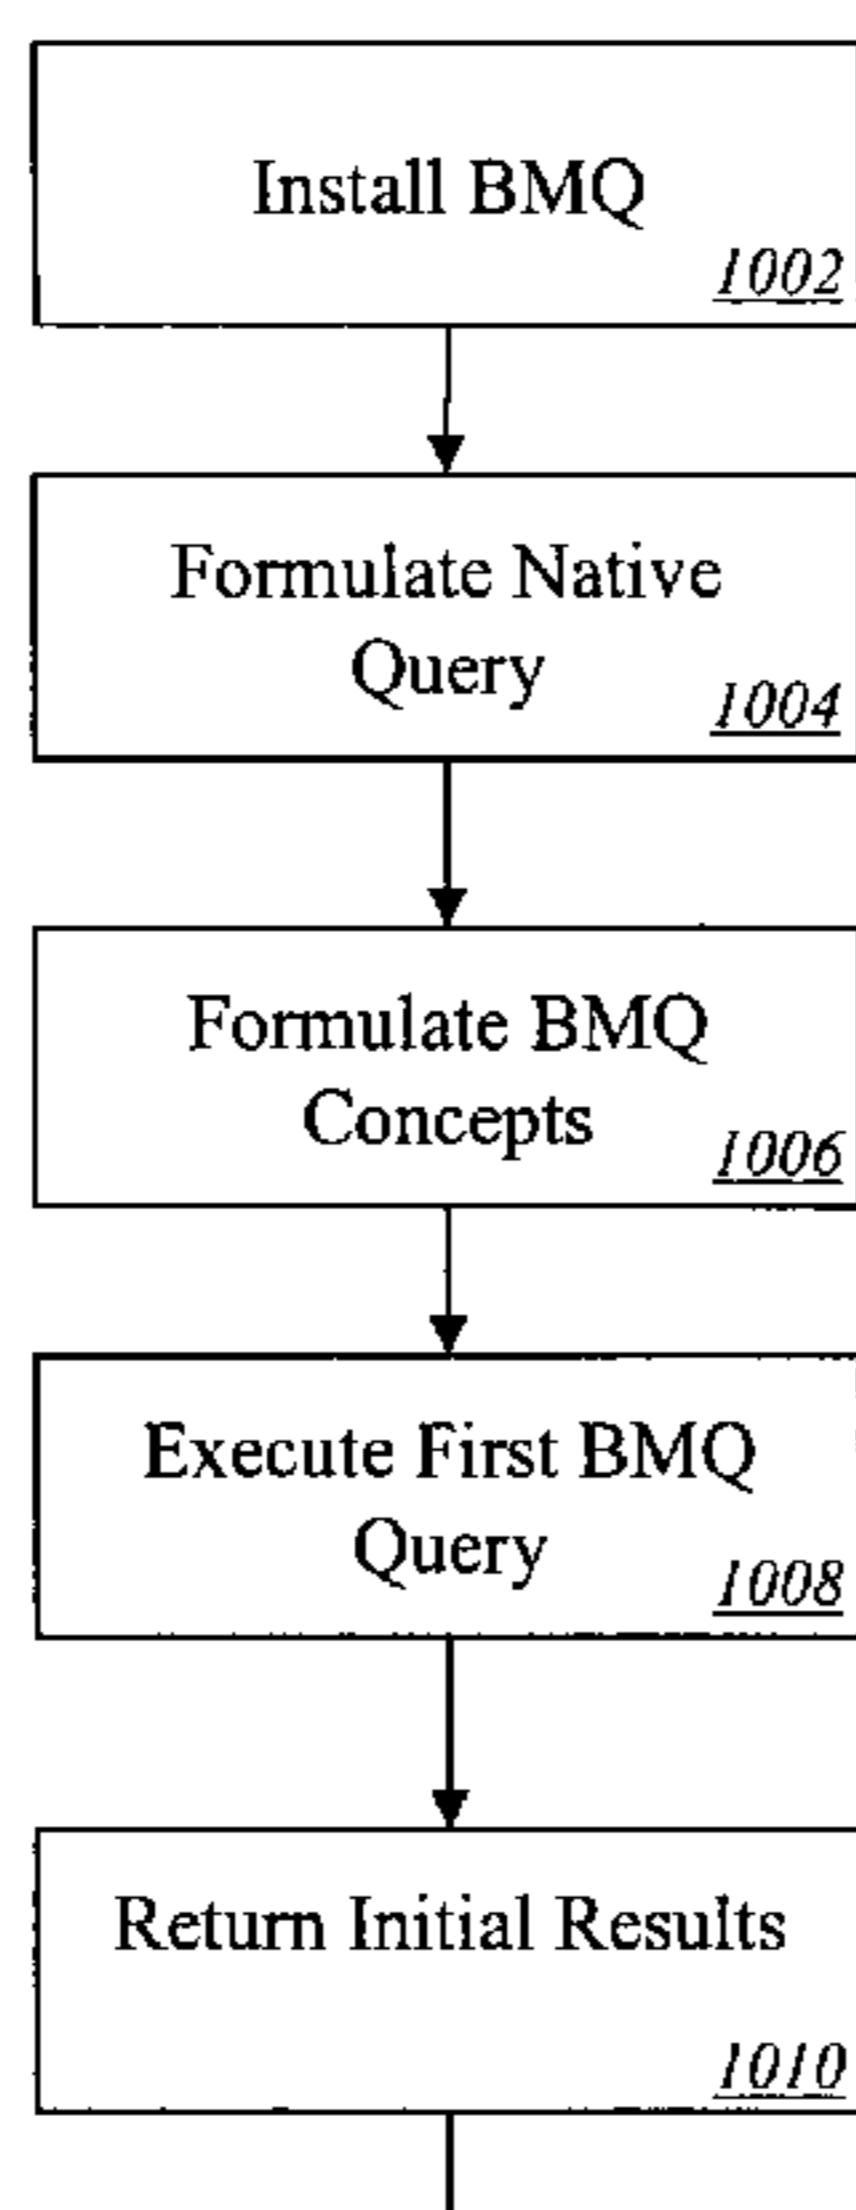 Install BMQ
1002
Formulate Native
Query
1004
Formulate BMQ
Concepts
1006
Execute First BMQ
Query
1008
Return Initial Results
1010